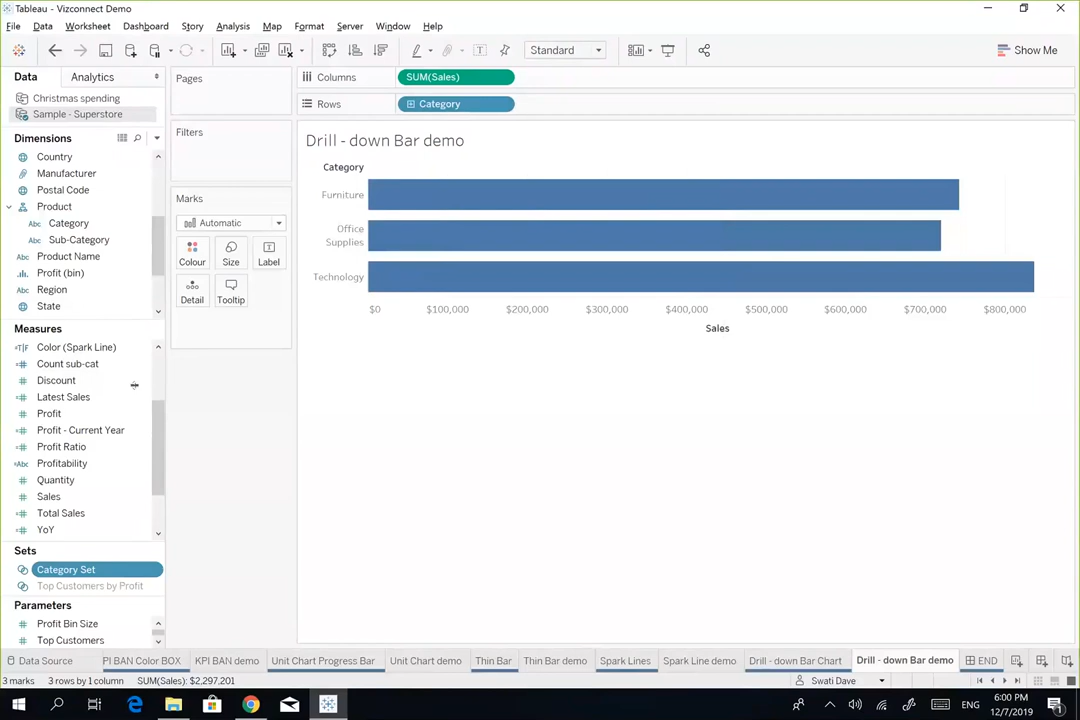 Tableau - Vizconnect Demo
File Data Worksheet Dashboard Story Analysis Map Format Server Window Help
Standard
Show Me
Data Analytics
Christmas spending
Sample - Superstore
Dimensions
Country
Manufacturer
Postal Code
Product
Abc Category
Abc Sub-Category
Abc Product Name
Profit (bin)
Region
State
Measures
=T|F Color (Spark Line)
Count sub-cat
Discount
Latest Sales
Profit
Profit - Current Year
Profit Ratio
=Abc Profitability
Quantity
Sales
Total Sales
YoY
Sets
Category Set
Top Customers by Profit
Parameters
Profit Bin Size
Top Customers
Pages
Filters
Marks
Automatic
Colour Size Label
Detail Tooltip
Columns SUM(Sales)
Rows Category
Drill - down Bar demo
Category
Furniture
Office
Supplies
Technology
$0 $100,000 $200,000 $300,000 $400,000 $500,000 $600,000 $700,000 $800,000
Sales
Data Source PI BAN Color BOX KPI BAN demo Unit Chart Progress Bar Unit Chart demo Thin Bar Thin Bar demo Spark Lines Spark Line demo Drill - down Bar Chart Drill - down Bar demo END
3 marks 3 rows by 1 column SUM(Sales): $2,297,201 Swati Dave
ENG
6:00 PM
12/7/2019
1